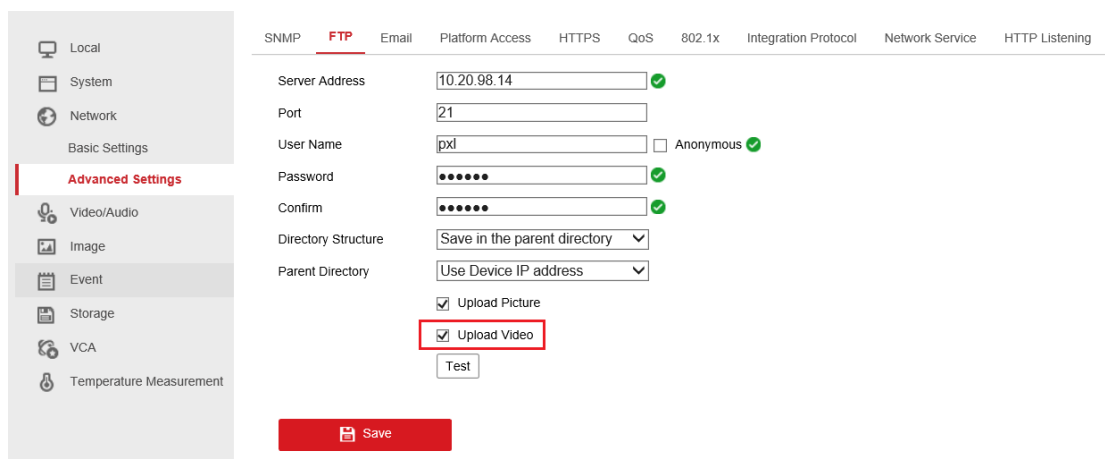 Local
System
Network
Basic Settings
Advanced Settings
Video/Audio
Image
Event
Storage
VCA
Temperature Measurement
SNMP FTP Email Platform Access HTTPS QoS 802.1x Integration Protocol Network Service HTTP Listening
Server Address 10.20.98.14
Port 21
User Name pxl Anonymous
Password ●●●●●●
Confirm ●●●●●●
Directory Structure Save in the parent directory
Parent Directory Use Device IP address
Upload Picture
Upload Video
Test
Save